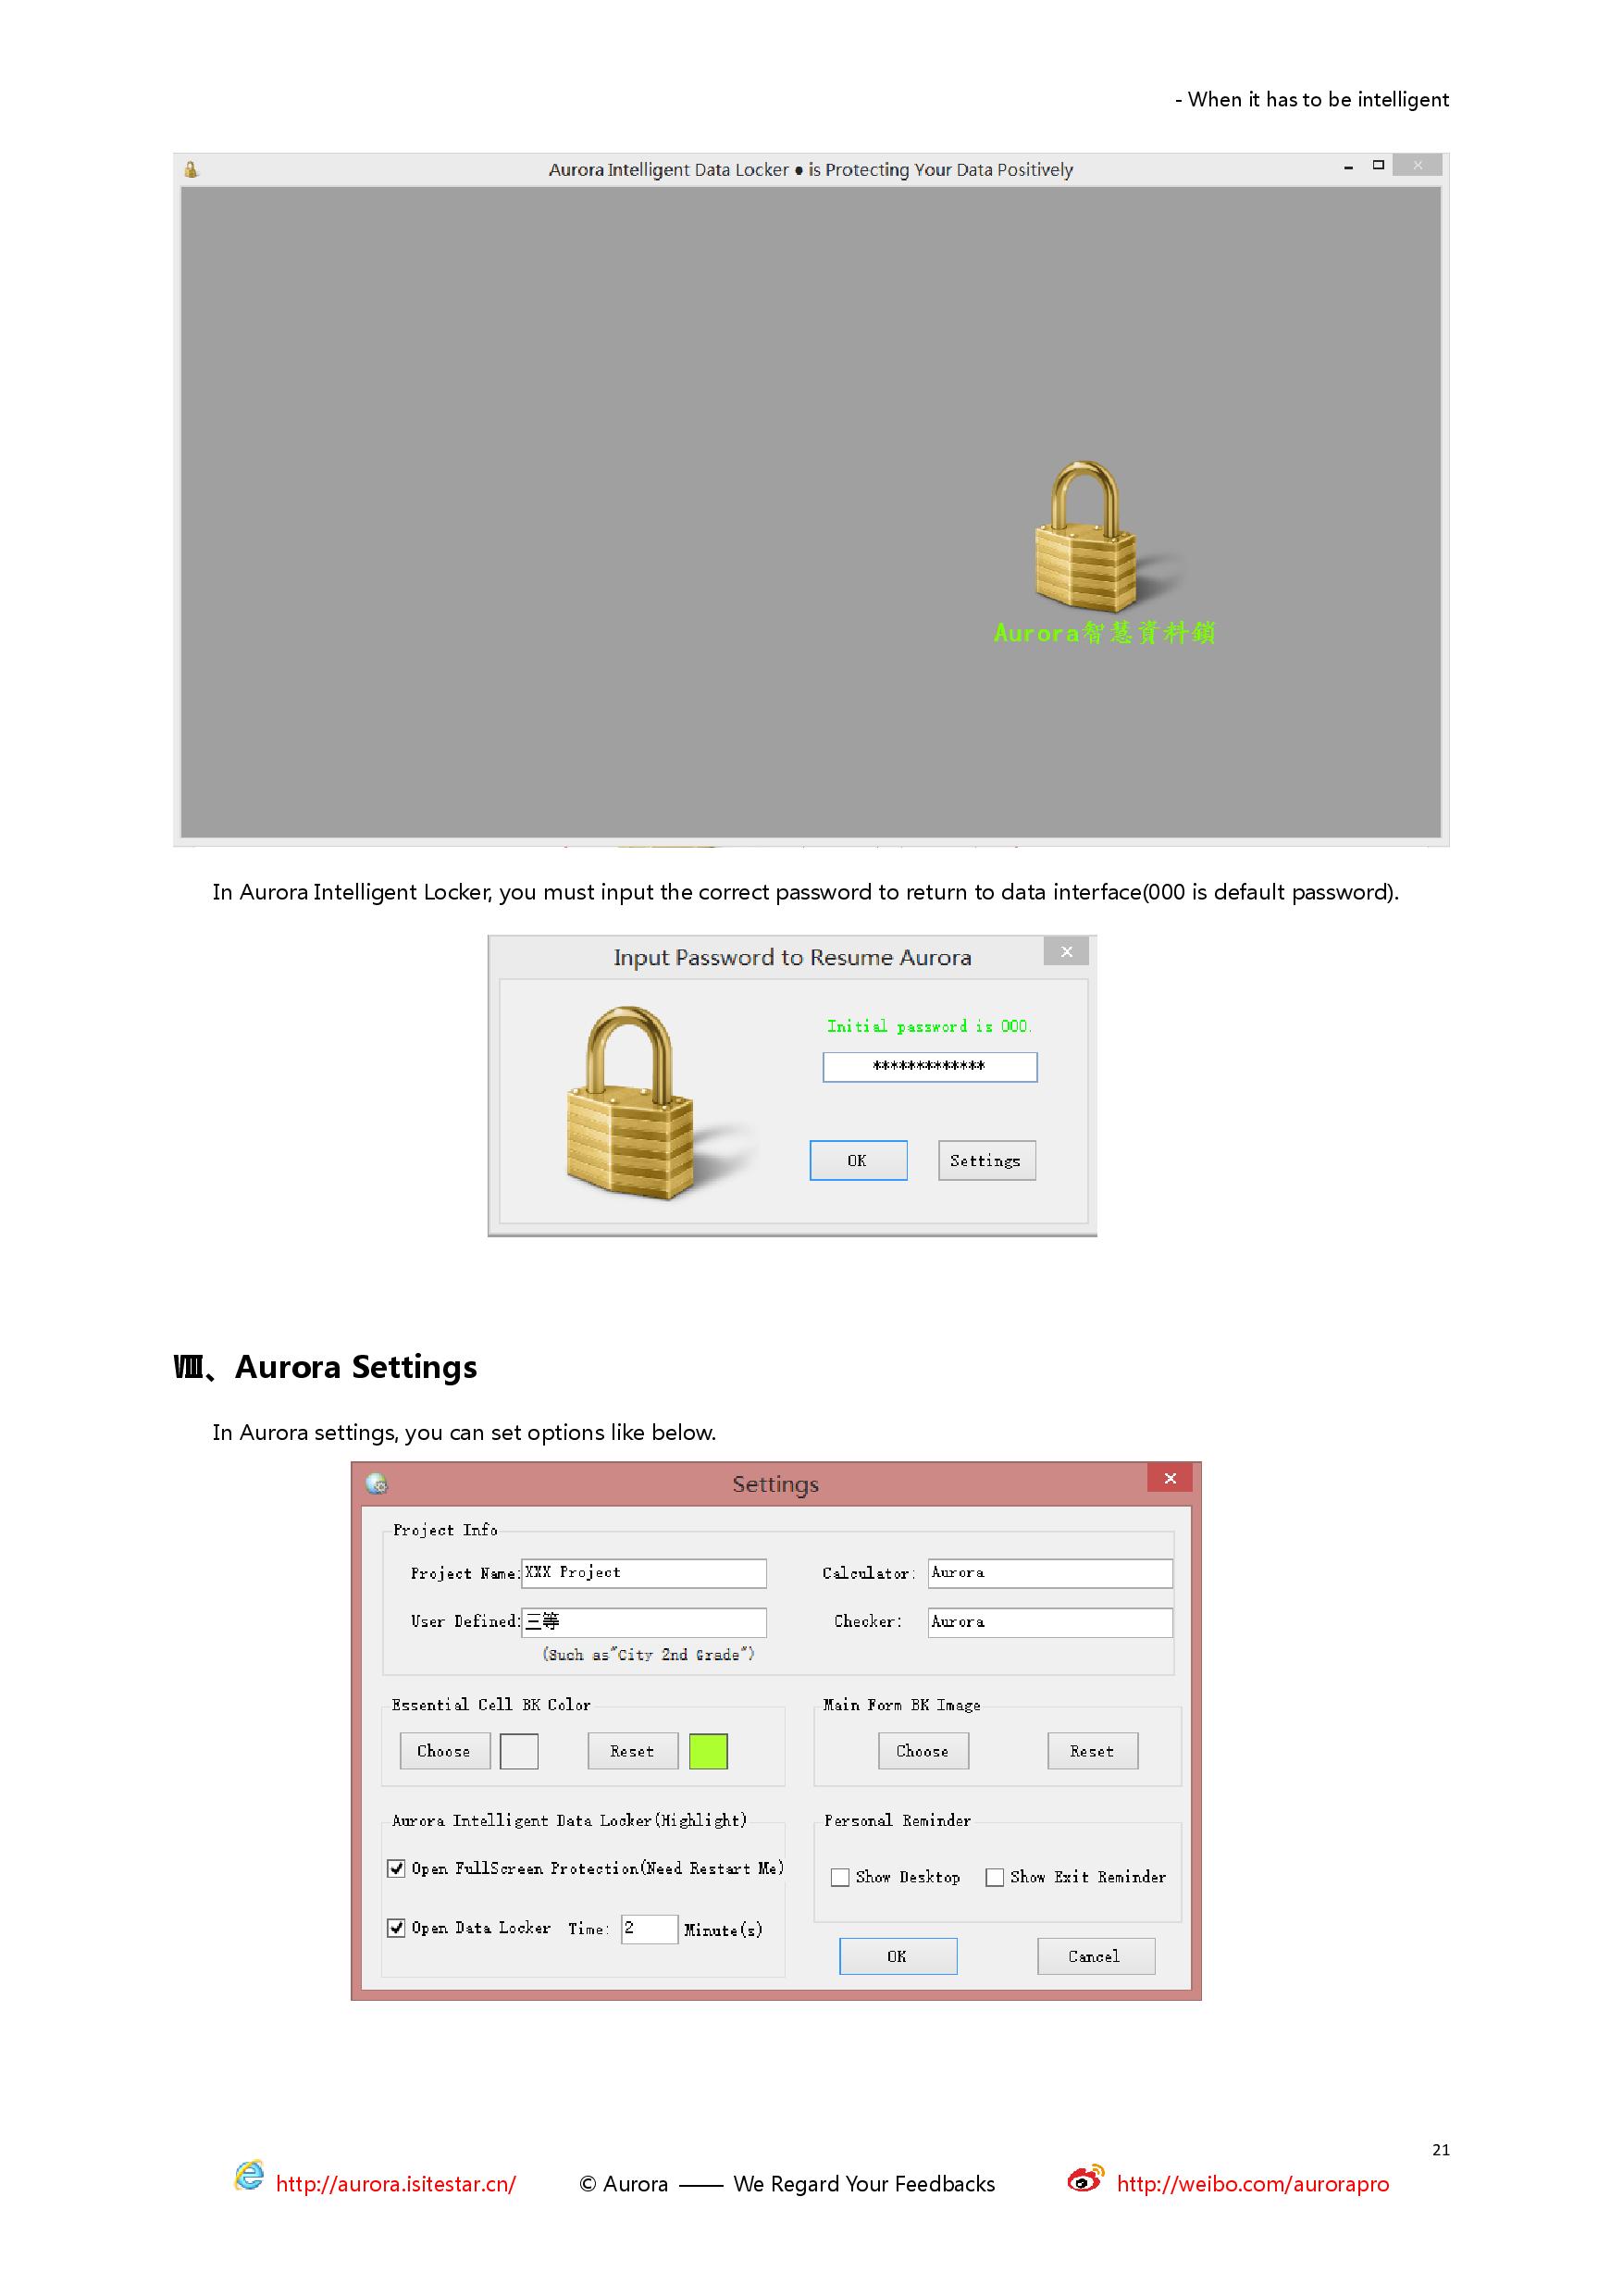 - When it has to be intelligent
Aurora Intelligent Data Locker ● is Protecting Your Data Positively
Aurora智慧資料鎖
In Aurora Intelligent Locker, you must input the correct password to return to data interface(000 is default password).
Input Password to Resume Aurora
Initial password is 000.
*************
OK Settings
Ⅷ、Aurora Settings
In Aurora settings, you can set options like below.
Settings
Project Info
Project Name: XXX Project Calculator: Aurora
User Defined: 三等 Checker: Aurora
(Such as"City 2nd Grade")
Essential Cell BK Color Main Form BK Image
Choose Reset Choose Reset
Aurora Intelligent Data Locker(Highlight) Personal Reminder
Open FullScreen Protection(Need Restart Me)
Show Desktop Show Exit Reminder
Open Data Locker Time: 2 Minute(s)
OK Cancel
21
http://aurora.isitestar.cn/ © Aurora —— We Regard Your Feedbacks http://weibo.com/aurorapro